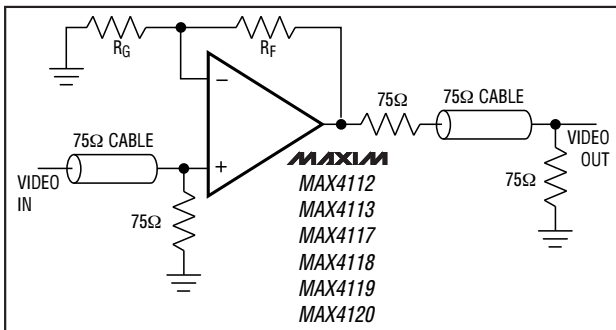 RG
RF
−
75Ω
75Ω CABLE
75Ω CABLE
+
MAXIM
VIDEO
OUT
VIDEO
IN
75Ω
75Ω
MAX4112
MAX4113
MAX4117
MAX4118
MAX4119
MAX4120